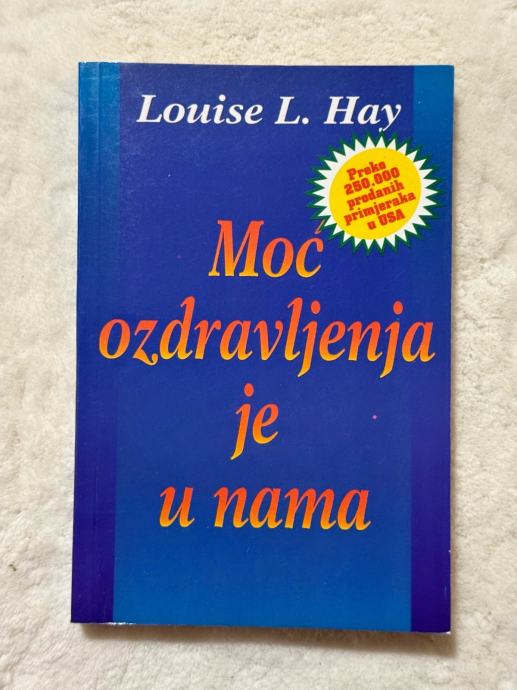 Louise L. Hay
Preko
250.000
prodanih
primjeraka
u USA
Moć
ozdravljenja
je
u nama